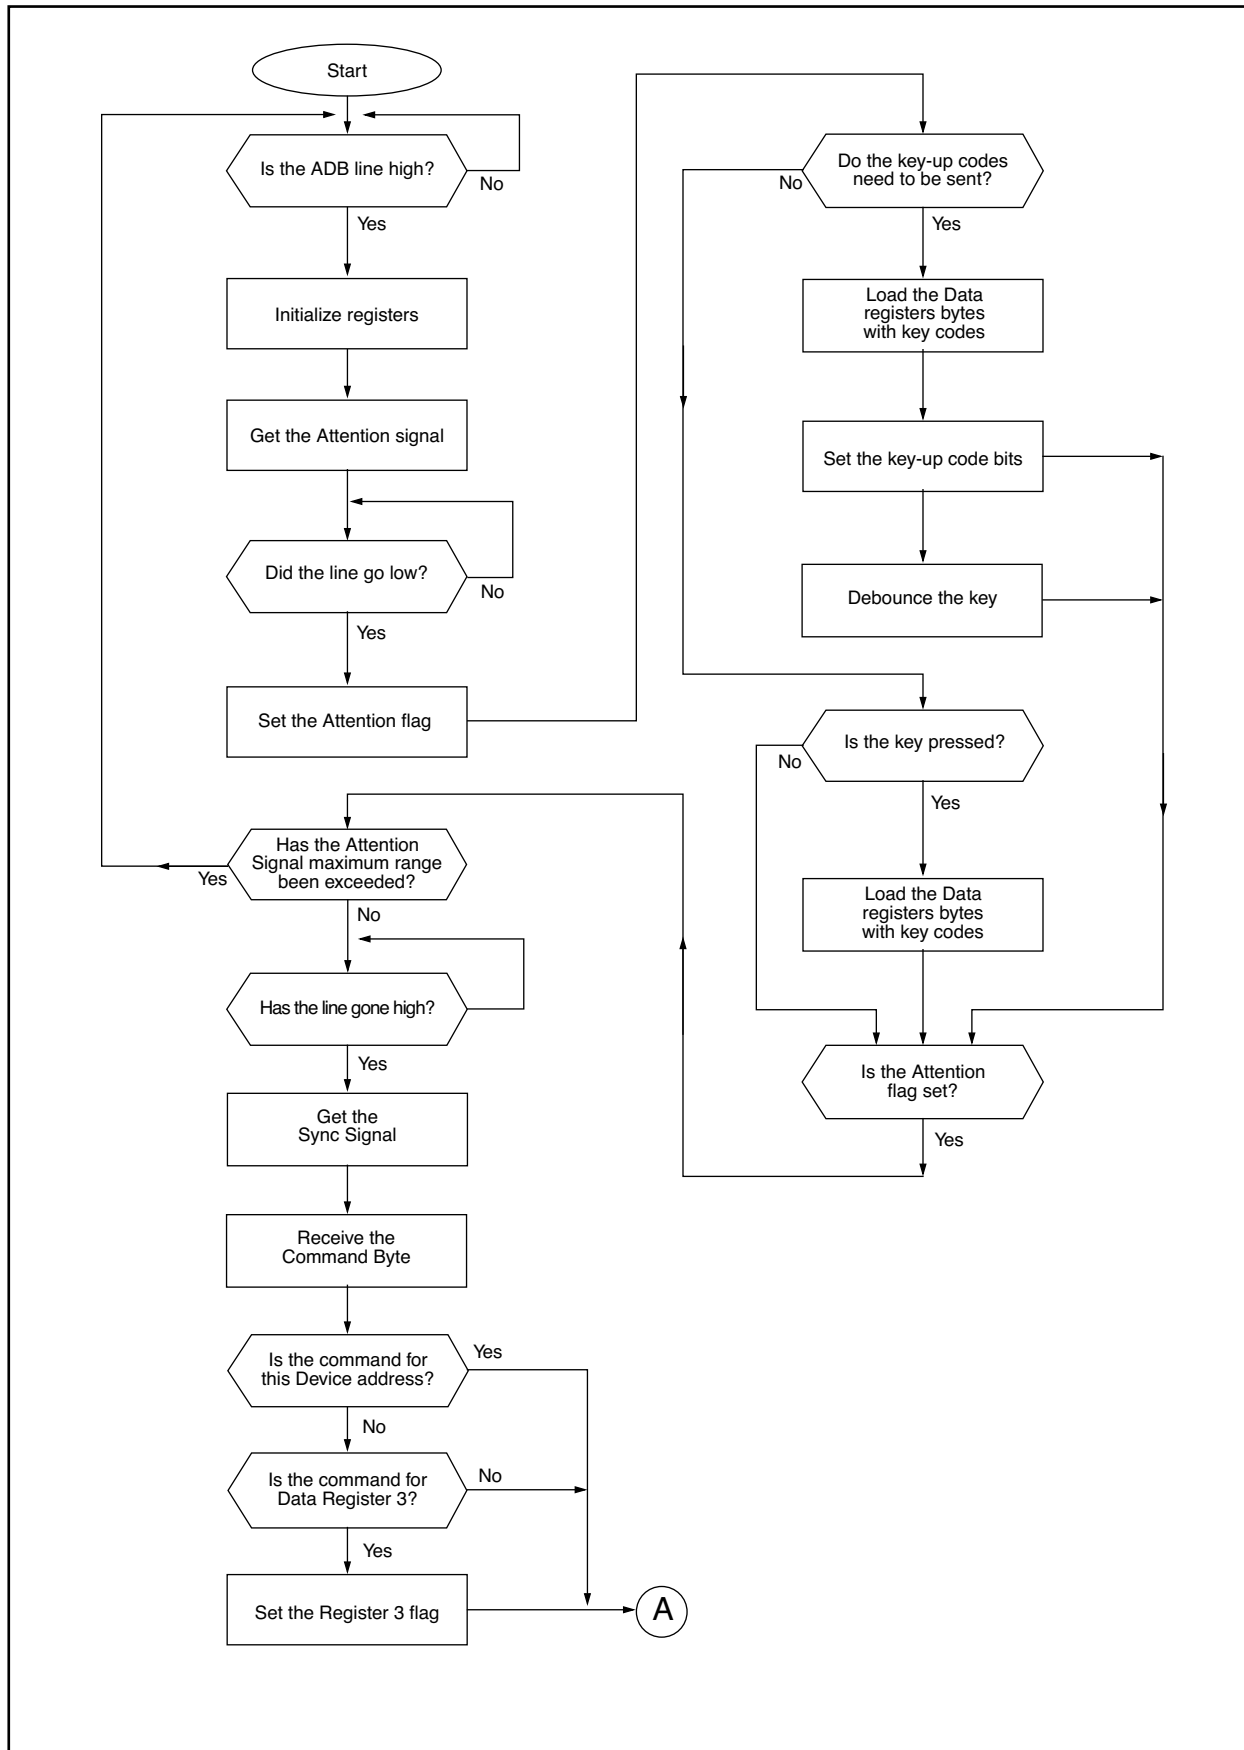 Start
Is the ADB line high?
No
Yes
Initialize registers
Get the Attention signal
Did the line go low?
No
Yes
Set the Attention flag
Do the key-up codes
need to be sent?
No
Yes
Load the Data
registers bytes
with key codes
Set the key-up code bits
Debounce the key
Is the key pressed?
No
Yes
Load the Data
registers bytes
with key codes
Is the Attention
flag set?
Yes
Has the Attention
Signal maximum range
been exceeded?
Yes
No
Has the line gone high?
Yes
Get the
Sync Signal
Receive the
Command Byte
Is the command for
this Device address?
Yes
No
Is the command for
Data Register 3?
No
Yes
Set the Register 3 flag
A